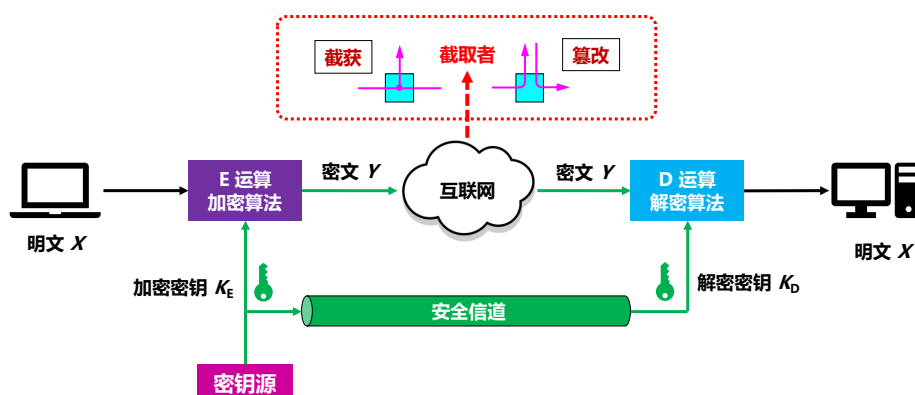 截获
截取者
篡改
E 运算
加密算法
密文 Y
互联网
密文 Y
D 运算
解密算法
明文 X
明文 X
加密密钥 KE
解密密钥 KD
安全信道
密钥源